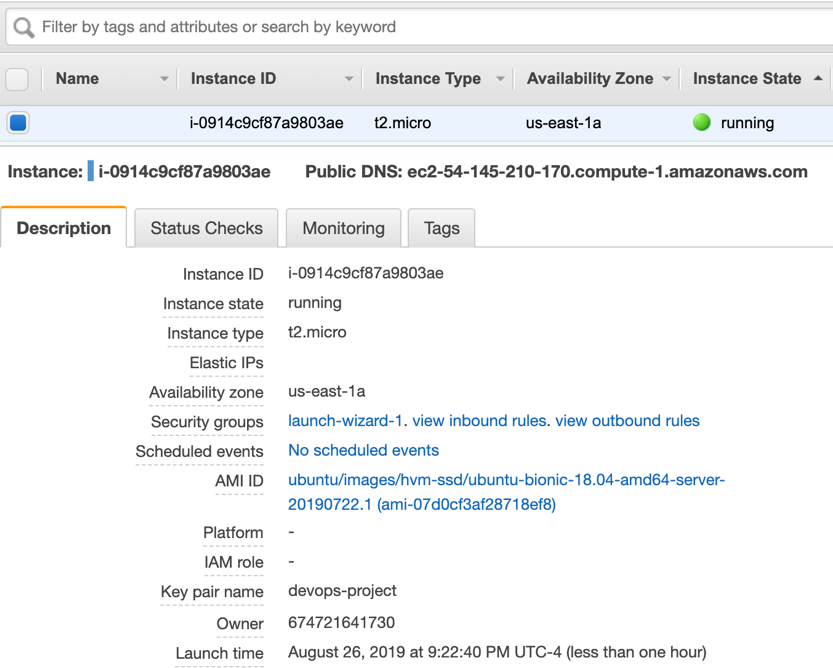 Filter by tags and attributes or search by keyword
Name Instance ID Instance Type Availability Zone Instance State
i-0914c9cf87a9803ae t2.micro us-east-1a running
Instance: i-0914c9cf87a9803ae Public DNS: ec2-54-145-210-170.compute-1.amazonaws.com
Description Status Checks Monitoring Tags
Instance ID i-0914c9cf87a9803ae
Instance state running
Instance type t2.micro
Elastic IPs
Availability zone us-east-1a
Security groups launch-wizard-1. view inbound rules. view outbound rules
Scheduled events No scheduled events
AMI ID ubuntu/images/hvm-ssd/ubuntu-bionic-18.04-amd64-server-
20190722.1 (ami-07d0cf3af28718ef8)
Platform -
IAM role -
Key pair name devops-project
Owner 674721641730
Launch time August 26, 2019 at 9:22:40 PM UTC-4 (less than one hour)